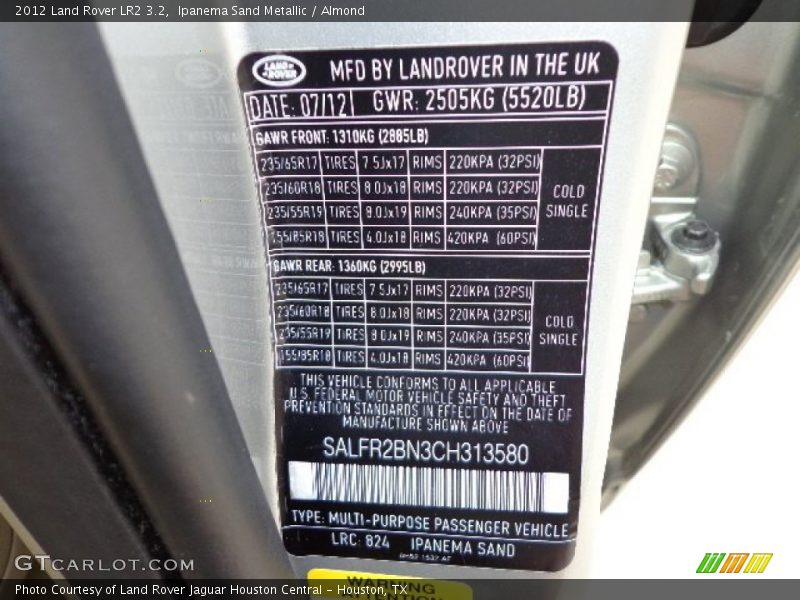 2012 Land Rover LR2 3.2, Ipanema Sand Metallic / Almond
LAND ROVER
MFD BY LANDROVER IN THE UK
DATE: 07/12 GWR: 2505KG (5520LB)
GAWR FRONT: 1310KG (2885LB)
235/65R17 TIRES 7.5Jx17 RIMS 220KPA (32PSI)
235/60R18 TIRES 8.0Jx18 RIMS 220KPA (32PSI)
235/55R19 TIRES 8.0Jx19 RIMS 240KPA (35PSI)
155/85R18 TIRES 4.0Jx18 RIMS 420KPA (60PSI)
COLD
SINGLE
GAWR REAR: 1360KG (2995LB)
235/65R17 TIRES 7.5Jx17 RIMS 220KPA (32PSI)
235/60R18 TIRES 8.0Jx18 RIMS 220KPA (32PSI)
235/55R19 TIRES 8.0Jx19 RIMS 240KPA (35PSI)
155/85R18 TIRES 4.0Jx18 RIMS 420KPA (60PSI)
COLD
SINGLE
THIS VEHICLE CONFORMS TO ALL APPLICABLE
U.S. FEDERAL MOTOR VEHICLE SAFETY AND THEFT
PREVENTION STANDARDS IN EFFECT ON THE DATE OF
MANUFACTURE SHOWN ABOVE
SALFR2BN3CH313580
TYPE: MULTI-PURPOSE PASSENGER VEHICLE
LRC: 824 IPANEMA SAND
WARNING
GTCARLOT.COM
Photo Courtesy of Land Rover Jaguar Houston Central - Houston, TX